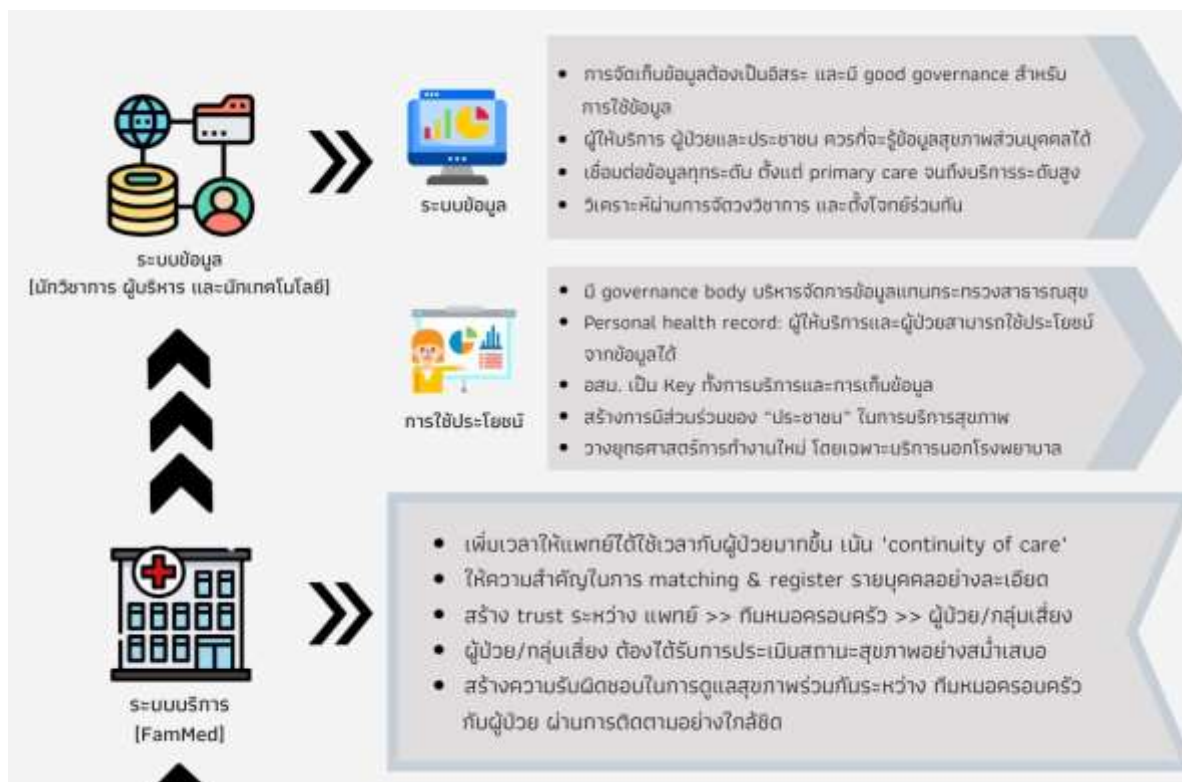 • การจัดเก็บข้อมูลต้องเป็นอิสระ และมี good governance สำหรับ
การใช้ข้อมูล
• ผู้ให้บริการ ผู้ป่วยและประชาชน ควรที่จะรู้ข้อมูลสุขภาพส่วนบุคคลได้
• เชื่อมต่อข้อมูลทุกระดับ ตั้งแต่ primary care จนถึงบริการระดับสูง
• วิเคราะห์ผ่านการจัดวงวิชาการ และตั้งโจทย์ร่วมกัน
ระบบข้อมูล
ระบบข้อมูล
[นักวิชาการ ผู้บริหาร และนักเทคโนโลยี]
• มี governance body บริหารจัดการข้อมูลแทนกระทรวงสาธารณสุข
• Personal health record: ผู้ให้บริการและผู้ป่วยสามารถใช้ประโยชน์
จากข้อมูลได้
• อสม. เป็น Key ทั้งการบริการและการเก็บข้อมูล
• สร้างการมีส่วนร่วมของ "ประชาชน" ในการบริการสุขภาพ
• วางยุทธศาสตร์การทำงานใหม่ โดยเฉพาะบริการนอกโรงพยาบาล
การใช้ประโยชน์
• เพิ่มเวลาให้แพทย์ได้ใช้เวลากับผู้ป่วยมากขึ้น เน้น 'continuity of care'
• ให้ความสำคัญในการ matching & register รายบุคคลอย่างละเอียด
• สร้าง trust ระหว่าง แพทย์ >> ทีมหมอครอบครัว >> ผู้ป่วย/กลุ่มเสี่ยง
• ผู้ป่วย/กลุ่มเสี่ยง ต้องได้รับการประเมินสถานะสุขภาพอย่างสม่ำเสมอ
• สร้างความรับผิดชอบในการดูแลสุขภาพร่วมกันระหว่าง ทีมหมอครอบครัว
กับผู้ป่วย ผ่านการติดตามอย่างใกล้ชิด
ระบบบริการ
[FamMed]